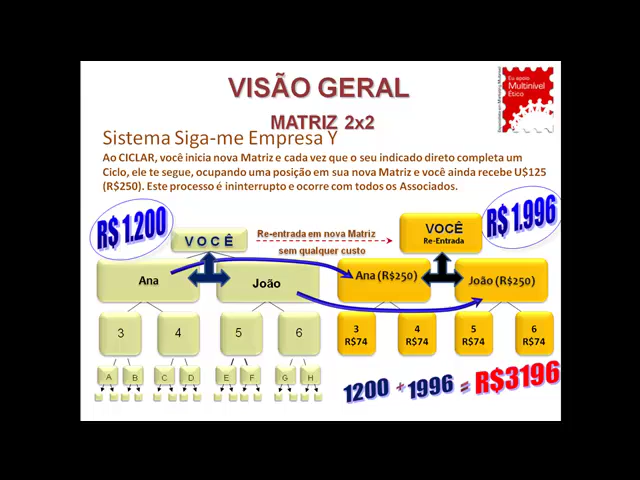 VISÃO GERAL
MATRIZ 2x2
Eu apoio
Multinível
Ético
Sistema Siga-me Empresa Y
Ao CICLAR, você inicia nova Matriz e cada vez que o seu indicado direto completa um
Ciclo, ele te segue, ocupando uma posição em sua nova Matriz e você ainda recebe U$125
(R$250). Este processo é ininterrupto e ocorre com todos os Associados.
R$ 1.200
V O C Ê
Re-entrada em nova Matriz
sem qualquer custo
VOCÊ
Re-Entrada
R$ 1.996
Ana
João
Ana (R$250)
João (R$250)
3
4
5
6
3
R$74
4
R$74
5
R$74
6
R$74
A
B
C
D
E
F
G
H
1200 + 1996 = R$3196